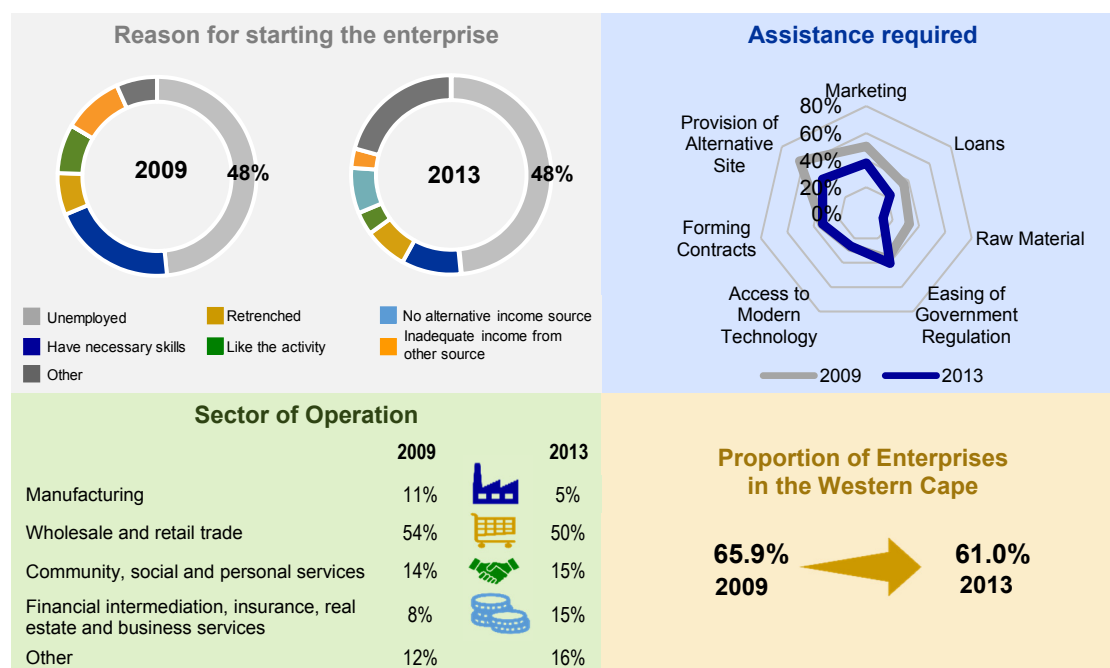 Reason for starting the enterprise
2009
48%
2013
48%
Unemployed
Retrenched
No alternative income source
Have necessary skills
Like the activity
Inadequate income from
other source
Other
Assistance required
Marketing
80%
60%
40%
20%
0%
Loans
Raw Material
Easing of
Government
Regulation
Access to
Modern
Technology
Forming
Contracts
Provision of
Alternative
Site
2009
2013
Sector of Operation
2009 2013
Manufacturing 11% 5%
Wholesale and retail trade 54% 50%
Community, social and personal services 14% 15%
Financial intermediation, insurance, real
estate and business services 8% 15%
Other 12% 16%
Proportion of Enterprises
in the Western Cape
65.9% 61.0%
2009 2013